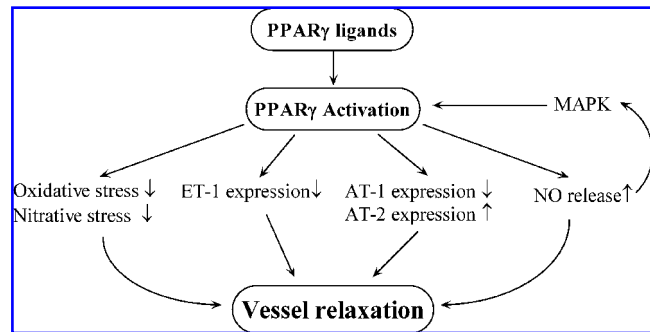 PPARγ ligands
PPARγ Activation
MAPK
Oxidative stress ↓
Nitrative stress ↓
ET-1 expression↓
AT-1 expression ↓
AT-2 expression ↑
NO release↑
Vessel relaxation